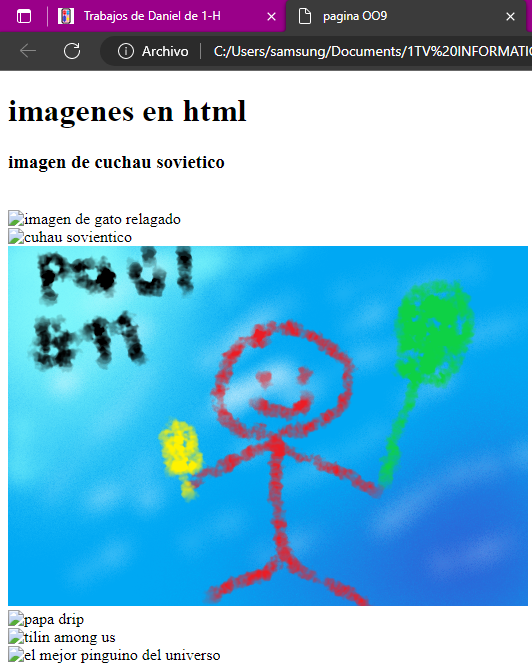 Trabajos de Daniel de 1-H
pagina OO9
Archivo
C:/Users/samsung/Documents/1TV%20INFORMATIC
imagenes en html
imagen de cuchau sovietico
imagen de gato relagado
cuhau sovientico
paul
papa drip
tilin among us
el mejor pinguino del universo